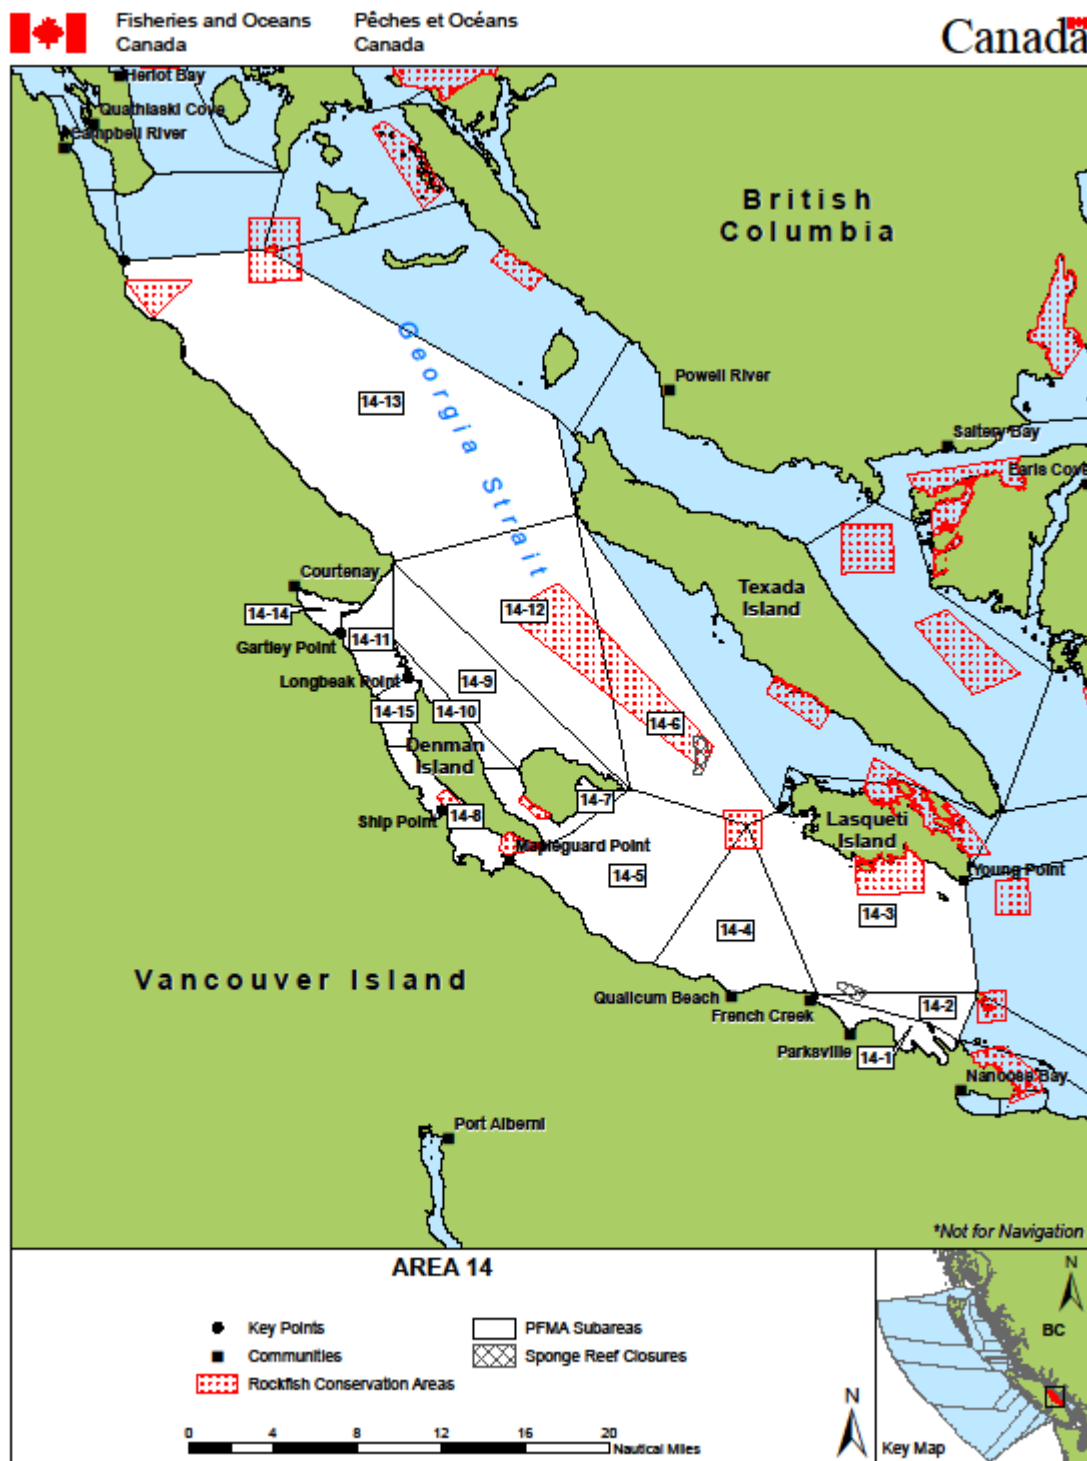 Fisheries and Oceans
Canada
Pêches et Océans
Canada
Canada
Heriot Bay
Quathiaski Cove
Campbell River
British
Columbia
Georgia Strait
Powell River
14-13
Saltery Bay
Earls Cove
Courtenay
Texada
Island
14-12
14-14
14-11
Gartley Point
Longbeak Point
14-9
14-15
14-10
14-6
Denman
Island
14-7
Ship Point
14-8
Lasqueti
Island
Mapleguard Point
14-5
Young Point
14-3
14-4
Vancouver Island
Qualicum Beach
French Creek
14-2
Parksville
14-1
Nanoose Bay
Port Alberni
*Not for Navigation
AREA 14
Key Points
PFMA Subareas
Communities
Sponge Reef Closures
Rockfish Conservation Areas
0 4 8 12 16 20
Nautical Miles
N
N
BC
Key Map